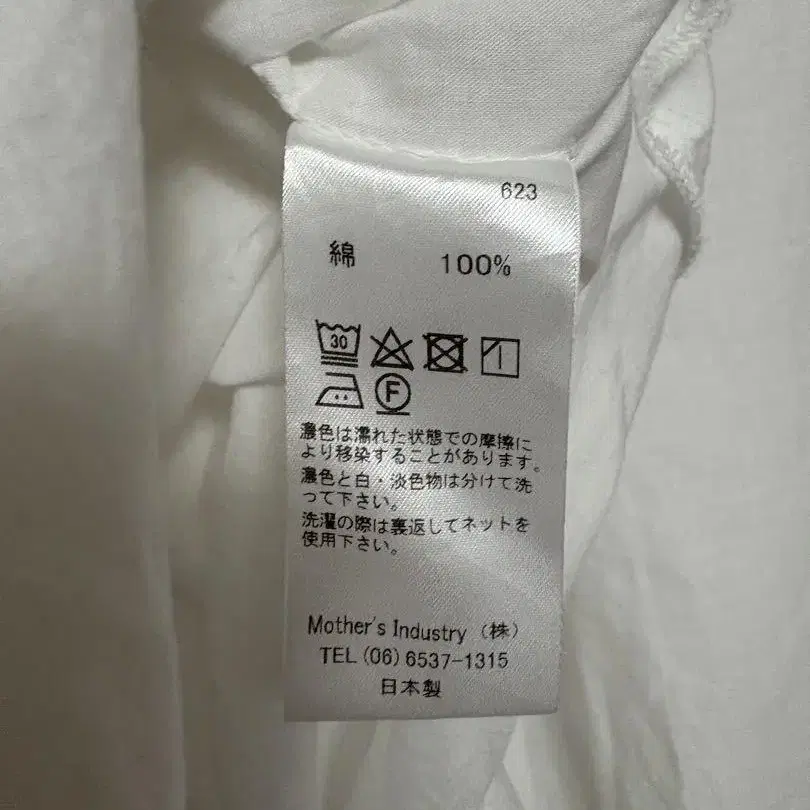 623
綿 100%
30
F
濃色は濡れた状態での摩擦に
より移染することがあります。
濃色と白・淡色物は分けて洗
って下さい。
洗濯の際は裏返してネットを
使用下さい。
Mother's Industry (株)
TEL(06)6537-1315
日本製